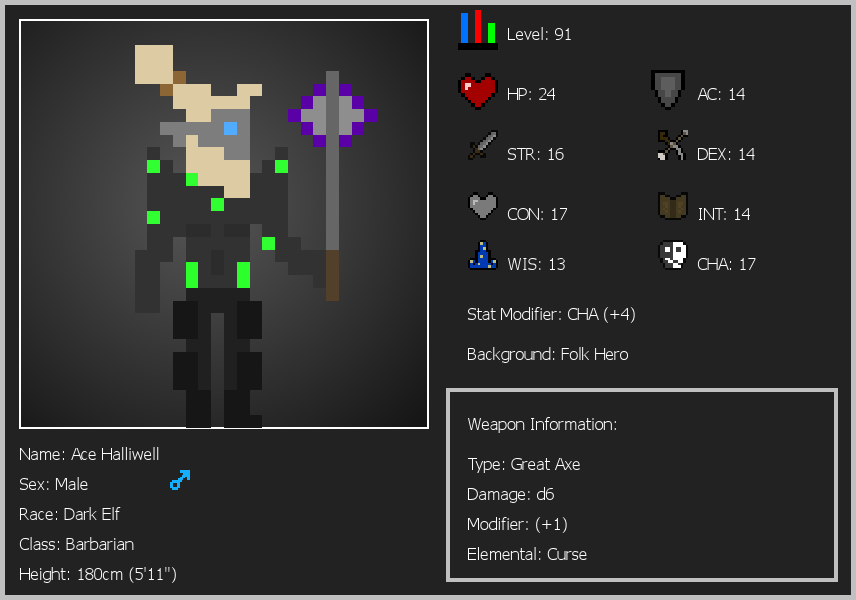 Level: 91
HP: 24
AC: 14
STR: 16
DEX: 14
CON: 17
INT: 14
WIS: 13
CHA: 17
Stat Modifier: CHA (+4)
Background: Folk Hero
Weapon Information:
Type: Great Axe
Damage: d6
Modifier: (+1)
Elemental: Curse
Name: Ace Halliwell
Sex: Male
Race: Dark Elf
Class: Barbarian
Height: 180cm (5'11")